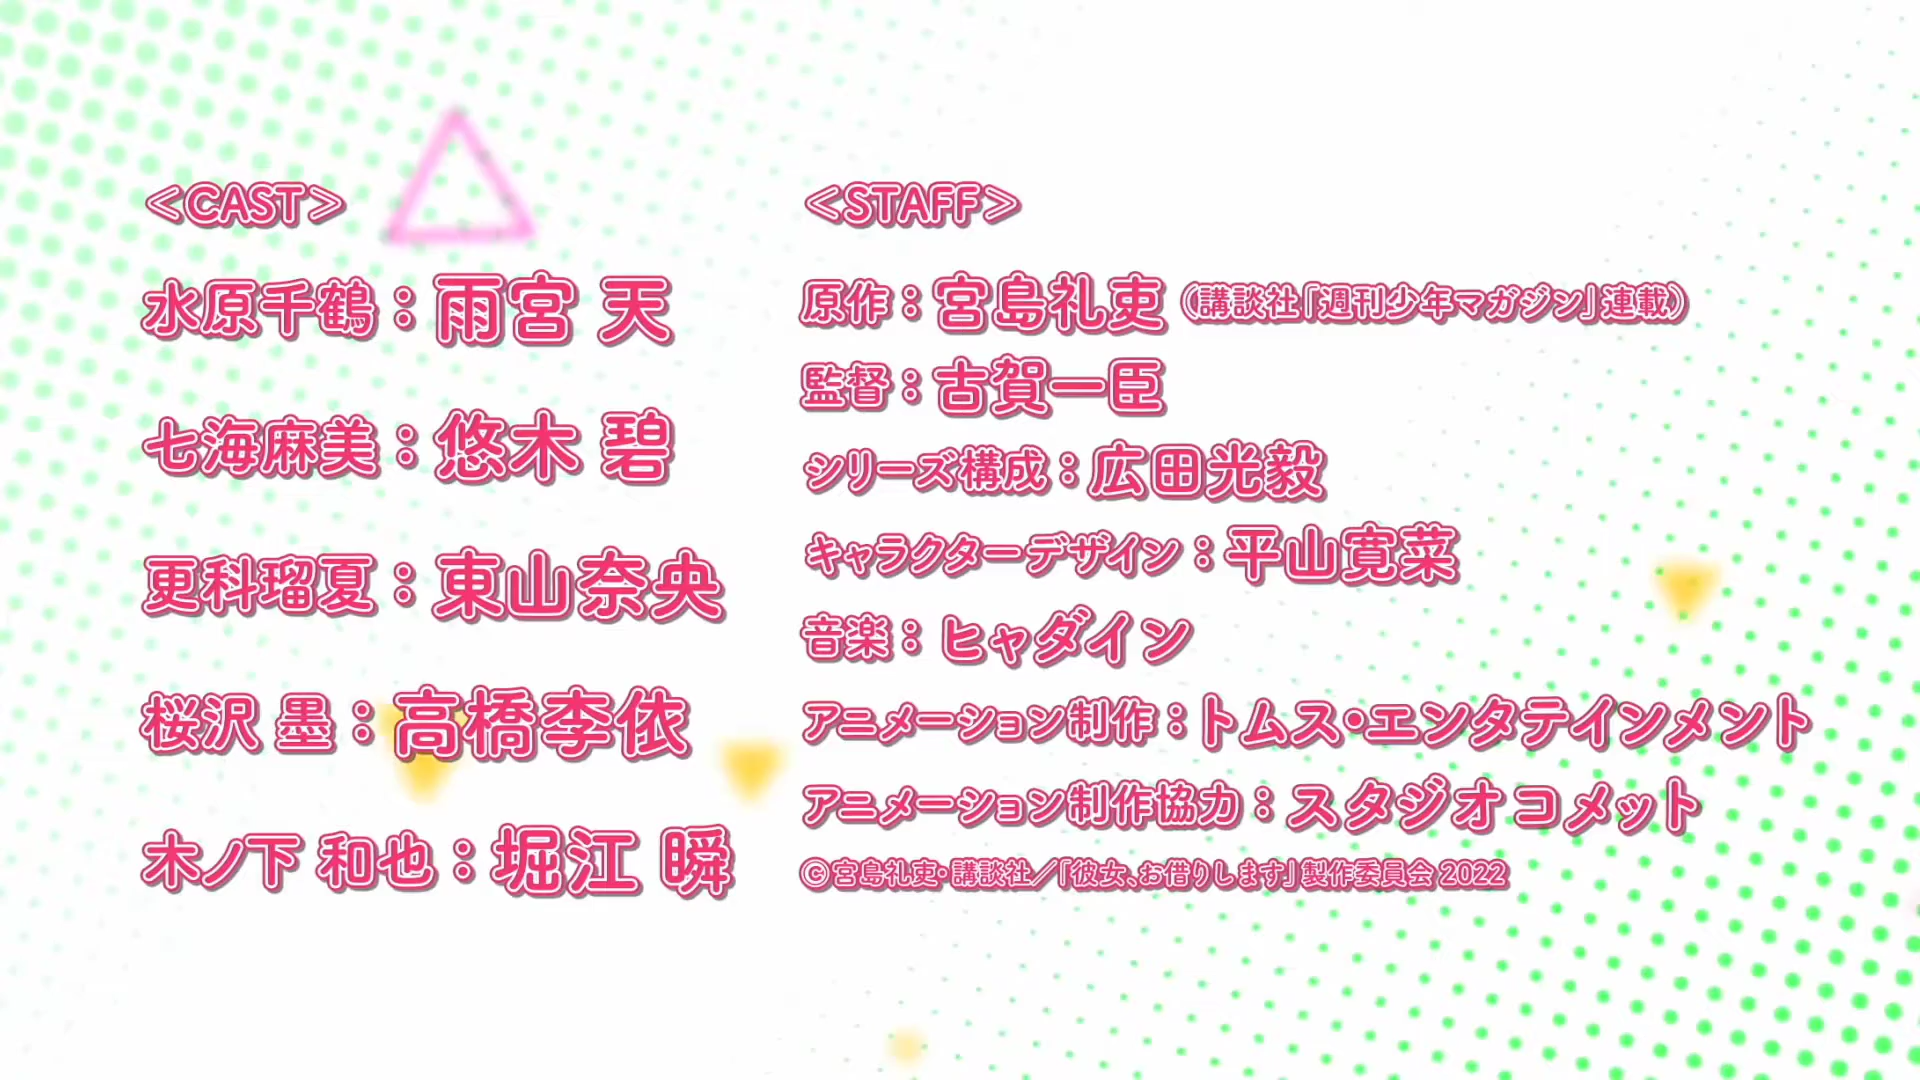 ＜CAST＞
水原千鶴：雨宮 天
七海麻美：悠木 碧
更科瑠夏：東山奈央
桜沢 墨：高橋李依
木ノ下 和也：堀江 瞬
＜STAFF＞
原作：宮島礼吏（講談社「週刊少年マガジン」連載）
監督：古賀一臣
シリーズ構成：広田光毅
キャラクターデザイン：平山寛菜
音楽：ヒャダイン
アニメーション制作：トムス・エンタテインメント
アニメーション制作協力：スタジオコメット
©宮島礼吏・講談社／「彼女、お借りします」製作委員会 2022